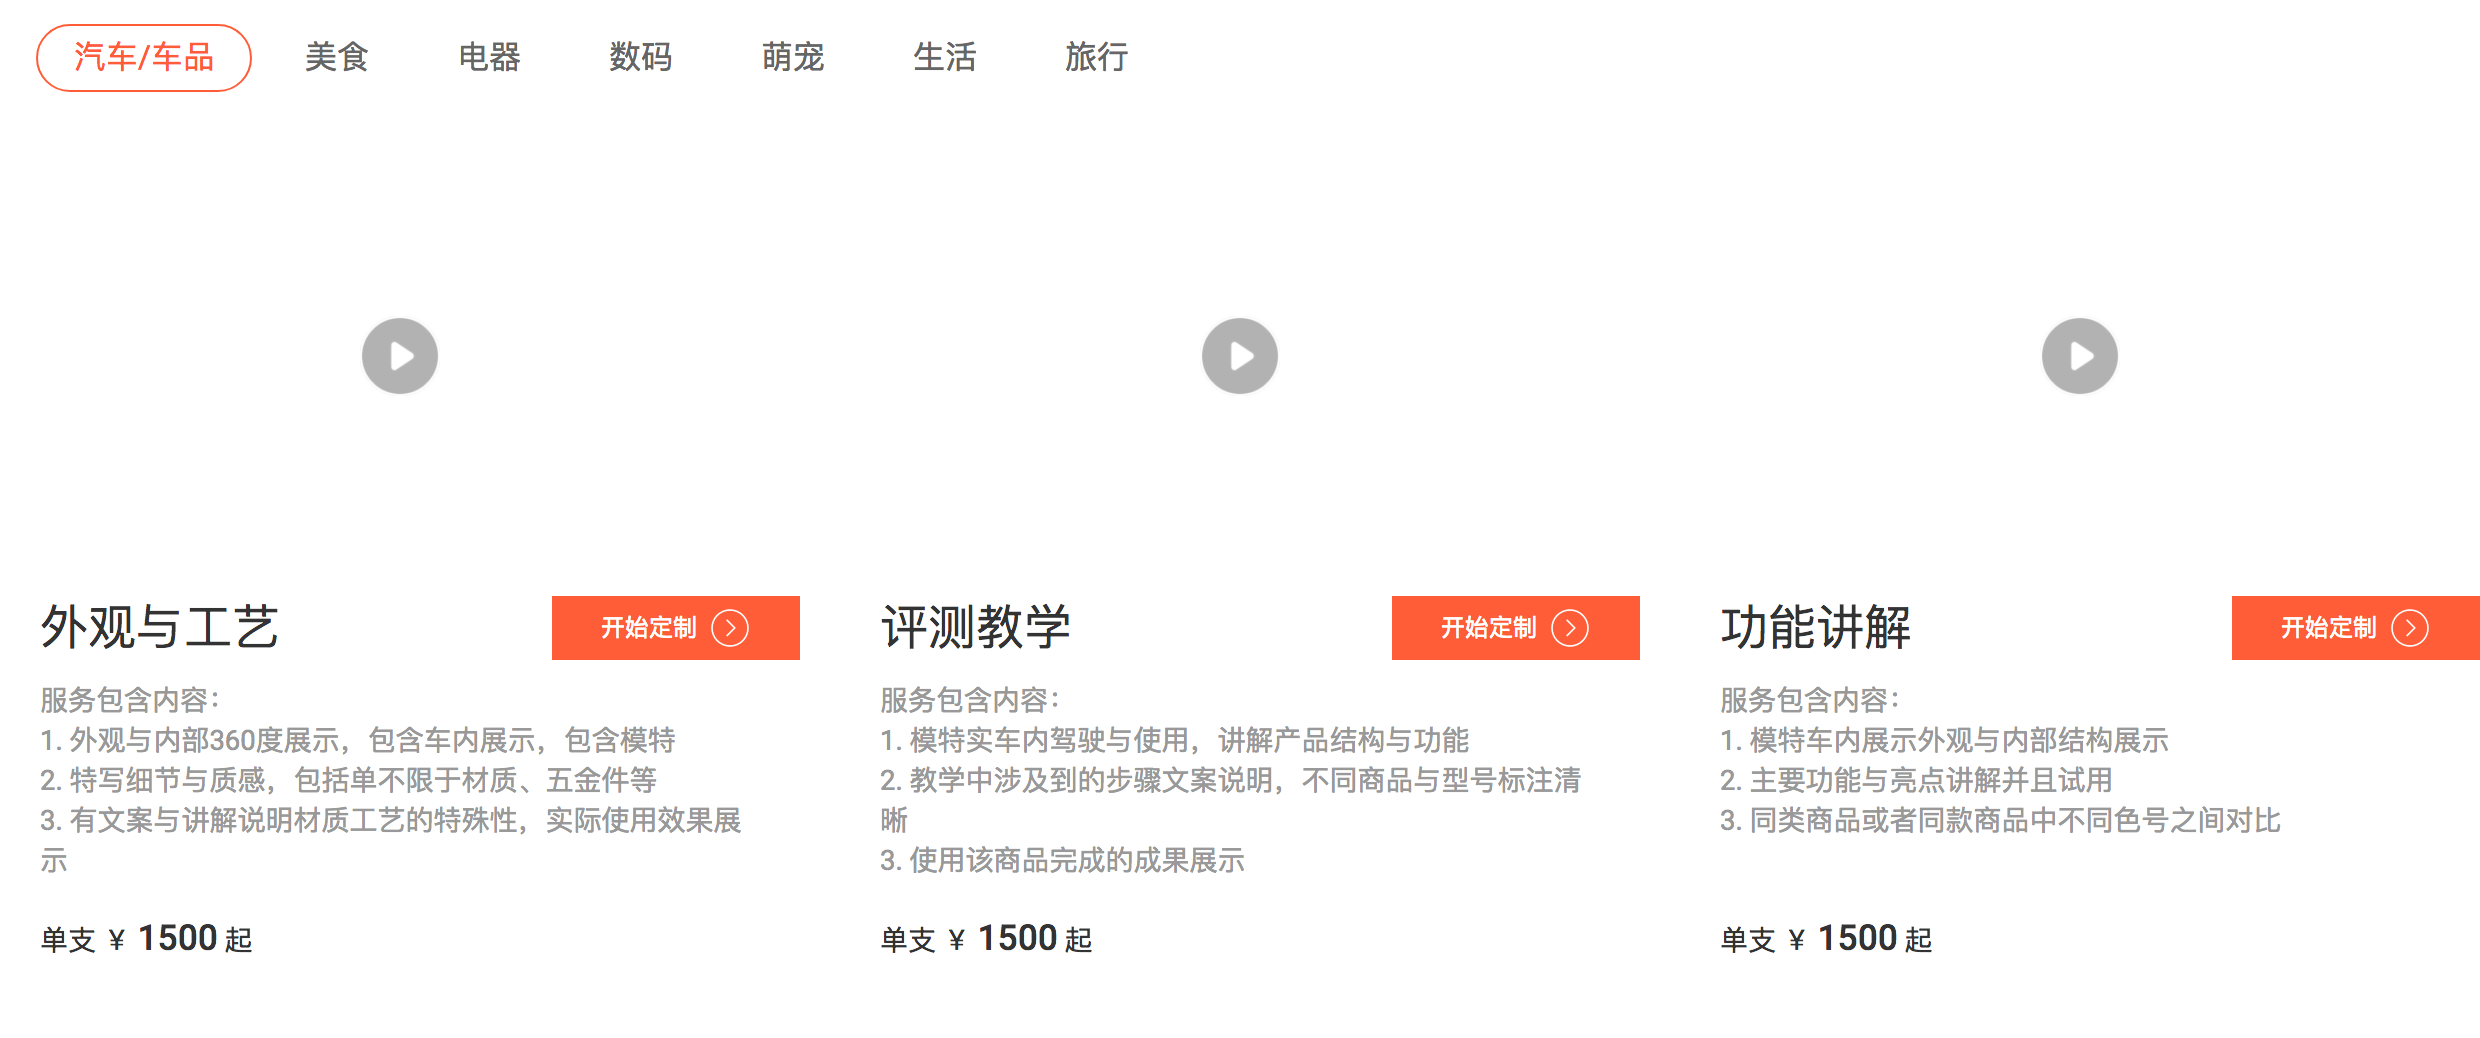 汽车/车品 美食 电器 数码 萌宠 生活 旅行
外观与工艺
开始定制
服务包含内容：
1. 外观与内部360度展示，包含车内展示，包含模特
2. 特写细节与质感，包括单不限于材质、五金件等
3. 有文案与讲解说明材质工艺的特殊性，实际使用效果展
示
单支 ￥ 1500 起
评测教学
开始定制
服务包含内容：
1. 模特实车内驾驶与使用，讲解产品结构与功能
2. 教学中涉及到的步骤文案说明，不同商品与型号标注清
晰
3. 使用该商品完成的成果展示
单支 ￥ 1500 起
功能讲解
开始定制
服务包含内容：
1. 模特车内展示外观与内部结构展示
2. 主要功能与亮点讲解并且试用
3. 同类商品或者同款商品中不同色号之间对比
单支 ￥ 1500 起